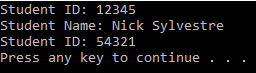 Student ID: 12345
Student Name: Nick Sylvestre
Student ID: 54321
Press any key to continue . . .